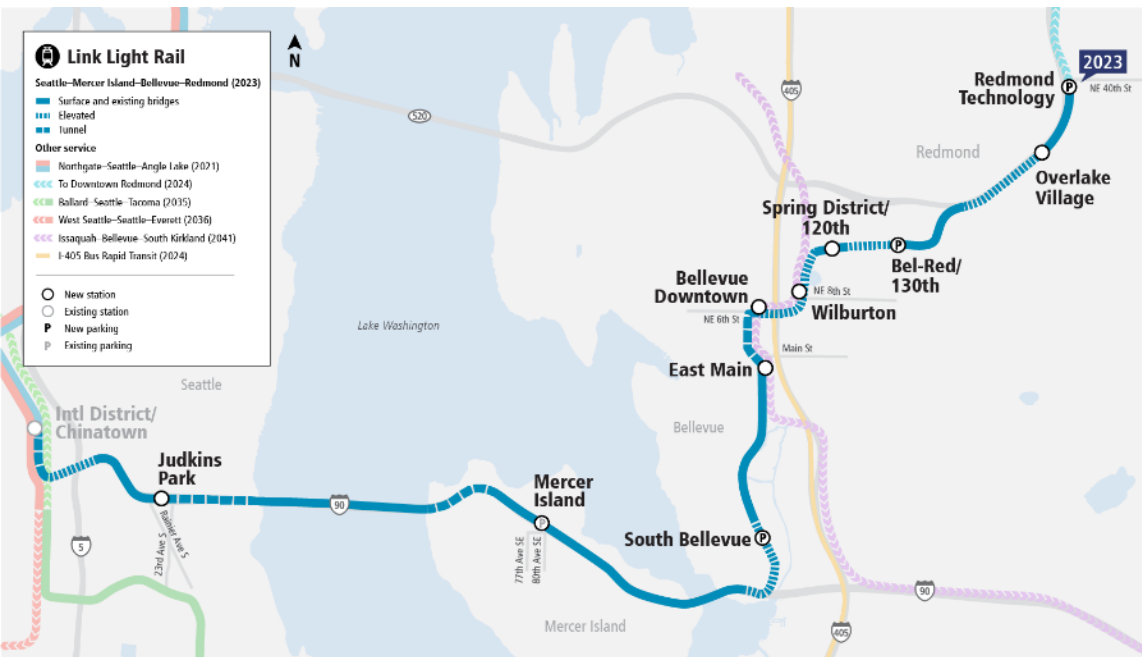 Link Light Rail
Seattle–Mercer Island–Bellevue–Redmond (2023)
Surface and existing bridges
Elevated
Tunnel
Other service
Northgate–Seattle–Angle Lake (2021)
To Downtown Redmond (2024)
Ballard–Seattle–Tacoma (2035)
West Seattle–Seattle–Everett (2036)
Issaquah–Bellevue–South Kirkland (2041)
I-405 Bus Rapid Transit (2024)
New station
Existing station
P New parking
P Existing parking
N
520
405
2023
Redmond
Technology
P
NE 40th St
Redmond
Overlake
Village
Spring District/
120th
P
Bel-Red/
130th
Bellevue
Downtown
NE 8th St
Wilburton
NE 6th St
Main St
East Main
Lake Washington
Seattle
Intl District/
Chinatown
Bellevue
Judkins
Park
Mercer
Island
P
90
South Bellevue
P
5
23rd Ave S
Rainier Ave S
77th Ave SE
80th Ave SE
90
Mercer Island
405